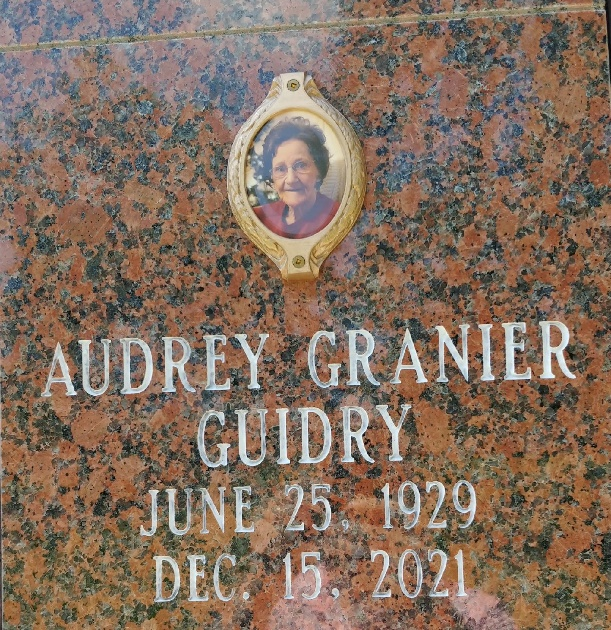 AUDREY GRANIER
GUIDRY
JUNE 25, 1929
DEC. 15, 2021